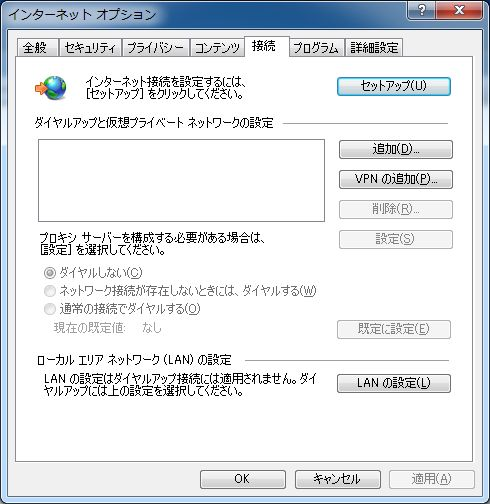 インターネット オプション
全般 セキュリティ プライバシー コンテンツ 接続 プログラム 詳細設定
インターネット接続を設定するには、
[セットアップ] をクリックしてください。
セットアップ(U)
ダイヤルアップと仮想プライベート ネットワークの設定
追加(D)...
VPN の追加(P)...
削除(R)...
プロキシ サーバーを構成する必要がある場合は、
[設定] を選択してください。
設定(S)
ダイヤルしない(C)
ネットワーク接続が存在しないときには、ダイヤルする(W)
通常の接続でダイヤルする(O)
現在の既定値: なし
既定に設定(E)
ローカル エリア ネットワーク (LAN) の設定
LAN の設定はダイヤルアップ接続には適用されません。ダイ
ヤルアップには上の設定を選択してください。
LAN の設定(L)
OK キャンセル 適用(A)